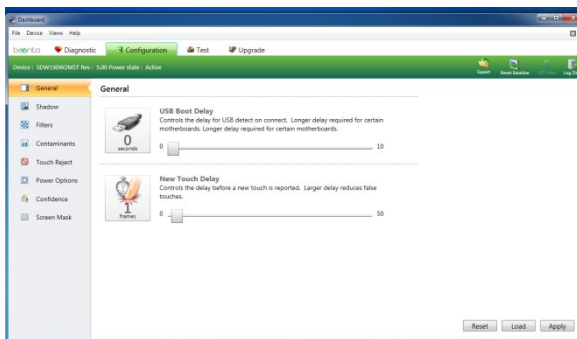 Dashboard
File Device Views Help
baanto Diagnostic Configuration Test Upgrade
Device : SDW190W2MST Rev : 5.00 Power state : Active
Export Reset Baseline Log Out
General
Shadow
Filters
Contaminants
Touch Reject
Power Options
Confidence
Screen Mask
General
USB Boot Delay
Controls the delay for USB detect on connect. Longer delay required for certain
motherboards. Longer delay required for certain motherboards.
0
seconds
0 10
New Touch Delay
Controls the delay before a new touch is reported. Larger delay reduces false
touches.
1
frames
0 50
Reset Load Apply